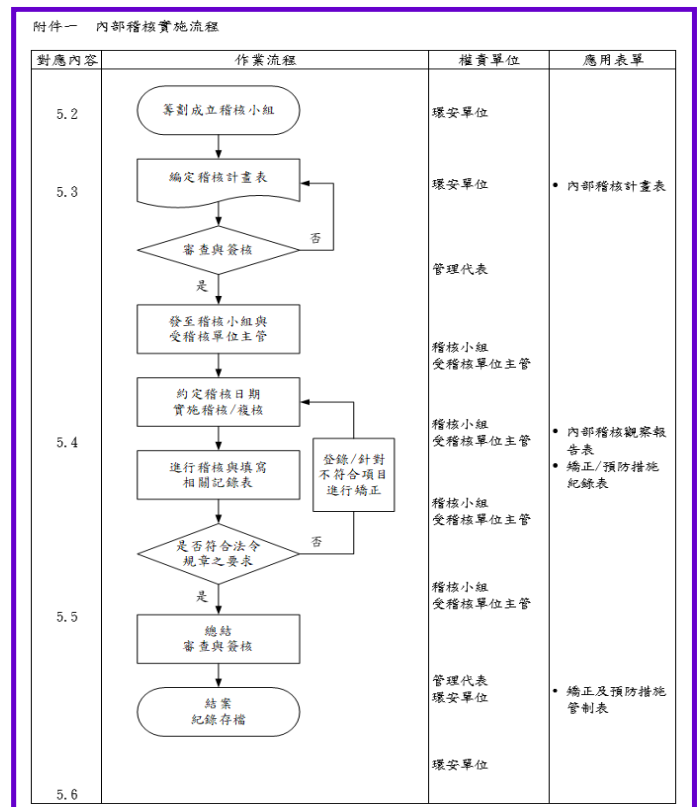 附件一 內部稽核實施流程
對應內容 作業流程 權責單位 應用表單
5.2
籌劃成立稽核小組
環安單位
5.3
編定稽核計畫表
環安單位
• 內部稽核計畫表
審查與簽核
否
是
管理代表
發至稽核小組與
受稽核單位主管
稽核小組
受稽核單位主管
5.4
約定稽核日期
實施稽核/複核
稽核小組
受稽核單位主管
• 內部稽核觀察報
告表
• 矯正/預防措施
紀錄表
進行稽核與填寫
相關記錄表
登錄/針對
不符合項目
進行矯正
稽核小組
受稽核單位主管
是否符合法令
規章之要求
否
是
稽核小組
受稽核單位主管
5.5
總結
審查與簽核
管理代表
環安單位
• 矯正及預防措施
管制表
結案
紀錄存檔
環安單位
5.6